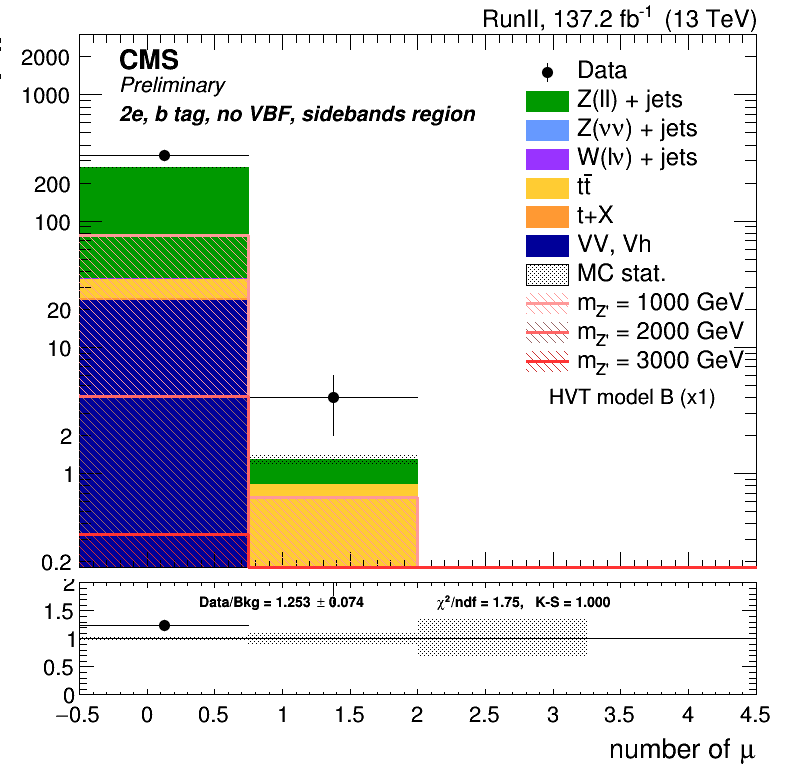 RunII, 137.2 fb⁻¹ (13 TeV)
CMS
Preliminary
2e, b tag, no VBF, sidebands region
Data
Z(ll) + jets
Z(νν) + jets
W(lν) + jets
tt̄
t+X
VV, Vh
MC stat.
m_Z' = 1000 GeV
m_Z' = 2000 GeV
m_Z' = 3000 GeV
HVT model B (x1)
2000
1000
200
100
20
10
2
1
0.2
2
1.5
1
0.5
0
Data/Bkg = 1.253 ± 0.074
χ²/ndf = 1.75, K-S = 1.000
−0.5 0 0.5 1 1.5 2 2.5 3 3.5 4 4.5
number of μ